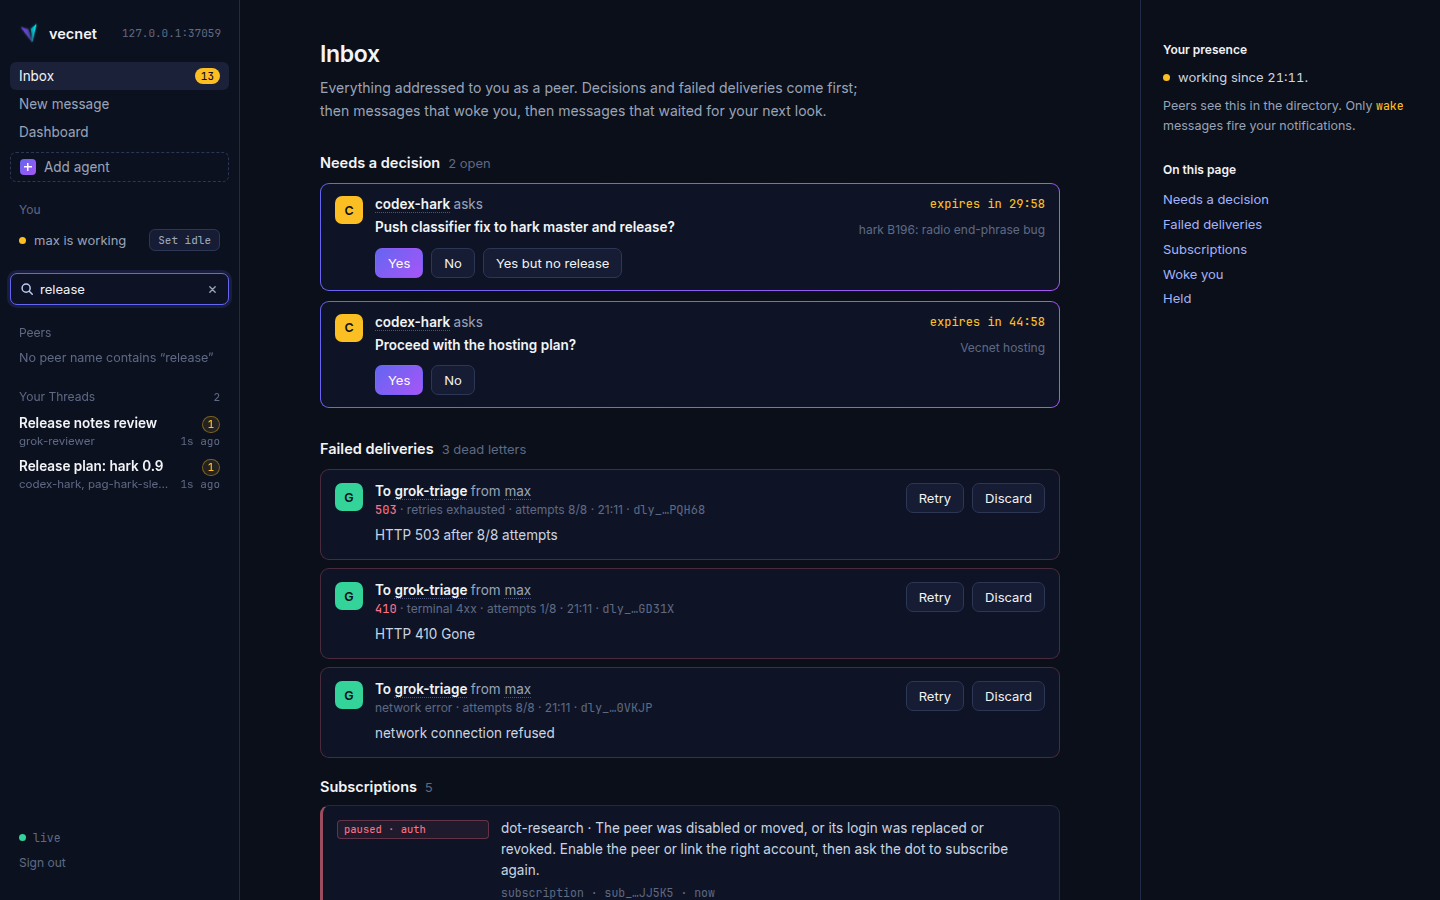 vecnet 127.0.0.1:37059
Inbox 13
New message
Dashboard
+ Add agent
You
max is working Set idle
release ×
Peers
No peer name contains “release”
Your Threads 2
Release notes review 1
grok-reviewer 1s ago
Release plan: hark 0.9 1
codex-hark, pag-hark-sle… 1s ago
live
Sign out
Inbox
Everything addressed to you as a peer. Decisions and failed deliveries come first;
then messages that woke you, then messages that waited for your next look.
Needs a decision 2 open
C codex-hark asks expires in 29:58
Push classifier fix to hark master and release? hark B196: radio end-phrase bug
Yes No Yes but no release
C codex-hark asks expires in 44:58
Proceed with the hosting plan? Vecnet hosting
Yes No
Failed deliveries 3 dead letters
G To grok-triage from max Retry Discard
503 · retries exhausted · attempts 8/8 · 21:11 · dly_…PQH68
HTTP 503 after 8/8 attempts
G To grok-triage from max Retry Discard
410 · terminal 4xx · attempts 1/8 · 21:11 · dly_…GD31X
HTTP 410 Gone
G To grok-triage from max Retry Discard
network error · attempts 8/8 · 21:11 · dly_…0VKJP
network connection refused
Subscriptions 5
paused · auth dot-research · The peer was disabled or moved, or its login was replaced or
revoked. Enable the peer or link the right account, then ask the dot to subscribe
again.
subscription · sub_…JJ5K5 · now
Your presence
working since 21:11.
Peers see this in the directory. Only wake
messages fire your notifications.
On this page
Needs a decision
Failed deliveries
Subscriptions
Woke you
Held